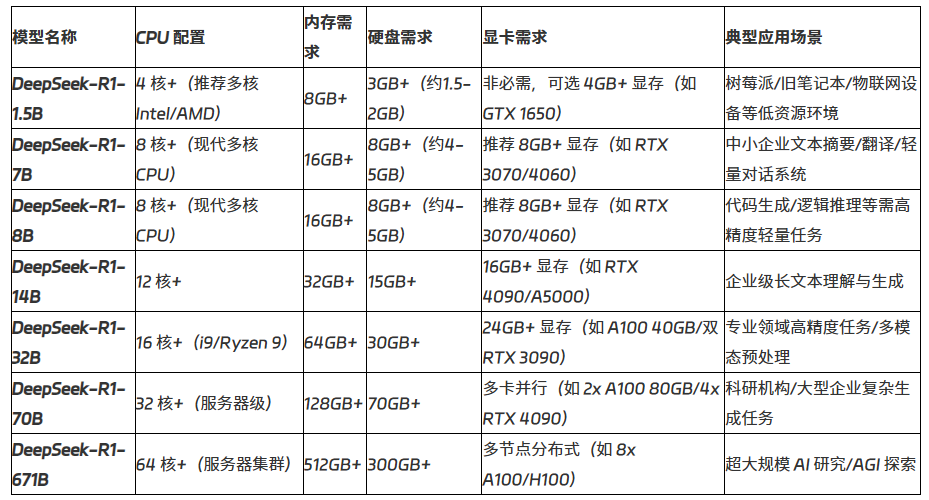 模型名称 CPU 配置 内存需 硬盘需求 显卡需求 典型应用场景
求
DeepSeek-R1- 4 核+（推荐多核 8GB+ 3GB+（约1.5- 非必需，可选 4GB+ 显存（如 树莓派/旧笔记本/物联网设
1.5B Intel/AMD） 2GB） GTX 1650） 备等低资源环境
DeepSeek-R1- 8 核+（现代多核 16GB+ 8GB+（约4- 推荐 8GB+ 显存（如 RTX 中小企业文本摘要/翻译/轻
7B CPU） 5GB） 3070/4060） 量对话系统
DeepSeek-R1- 8 核+（现代多核 16GB+ 8GB+（约4- 推荐 8GB+ 显存（如 RTX 代码生成/逻辑推理等需高
8B CPU） 5GB） 3070/4060） 精度轻量任务
DeepSeek-R1- 12 核+ 32GB+ 15GB+ 16GB+ 显存（如 RTX 企业级长文本理解与生成
14B 4090/A5000）
DeepSeek-R1- 16 核+（i9/Ryzen 9） 64GB+ 30GB+ 24GB+ 显存（如 A100 40GB/双 专业领域高精度任务/多模
32B RTX 3090） 态预处理
DeepSeek-R1- 32 核+（服务器级） 128GB+ 70GB+ 多卡并行（如 2x A100 80GB/4x 科研机构/大型企业复杂生
70B RTX 4090） 成任务
DeepSeek-R1- 64 核+（服务器集群） 512GB+ 300GB+ 多节点分布式（如 8x 超大规模 AI 研究/AGI 探索
671B A100/H100）